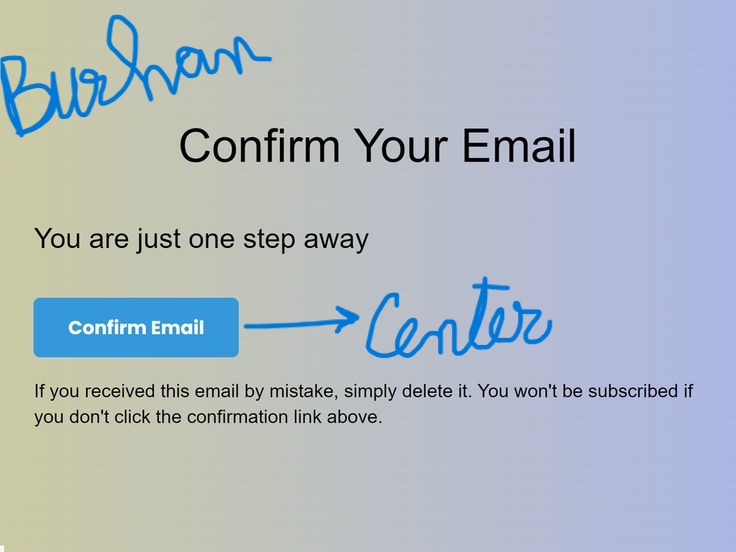 Burhan
Confirm Your Email
You are just one step away
Confirm Email
Center
If you received this email by mistake, simply delete it. You won't be subscribed if
you don't click the confirmation link above.